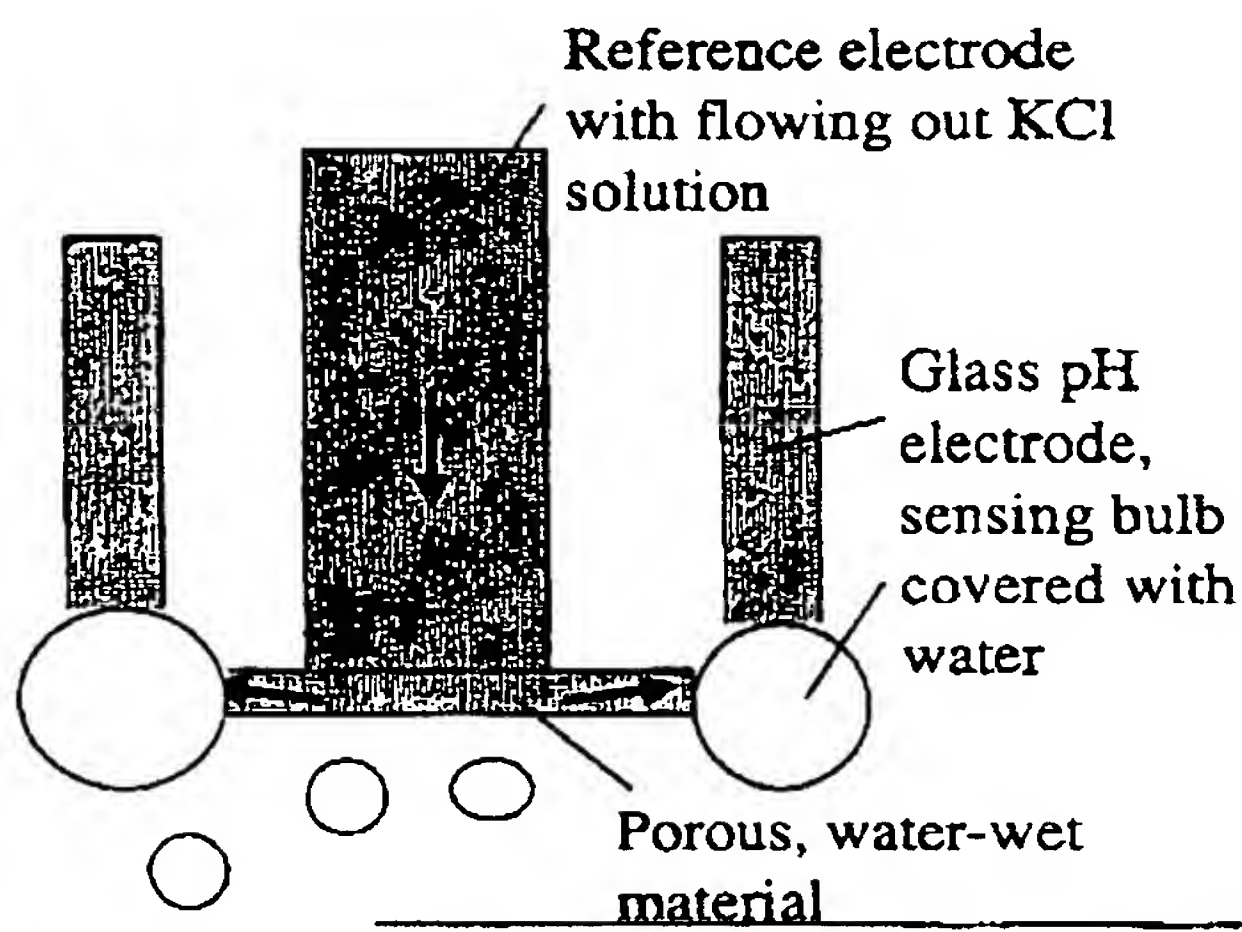 Reference electrode
with flowing out KCl
solution
Glass pH
electrode,
sensing bulb
covered with
water
Porous, water-wet
material